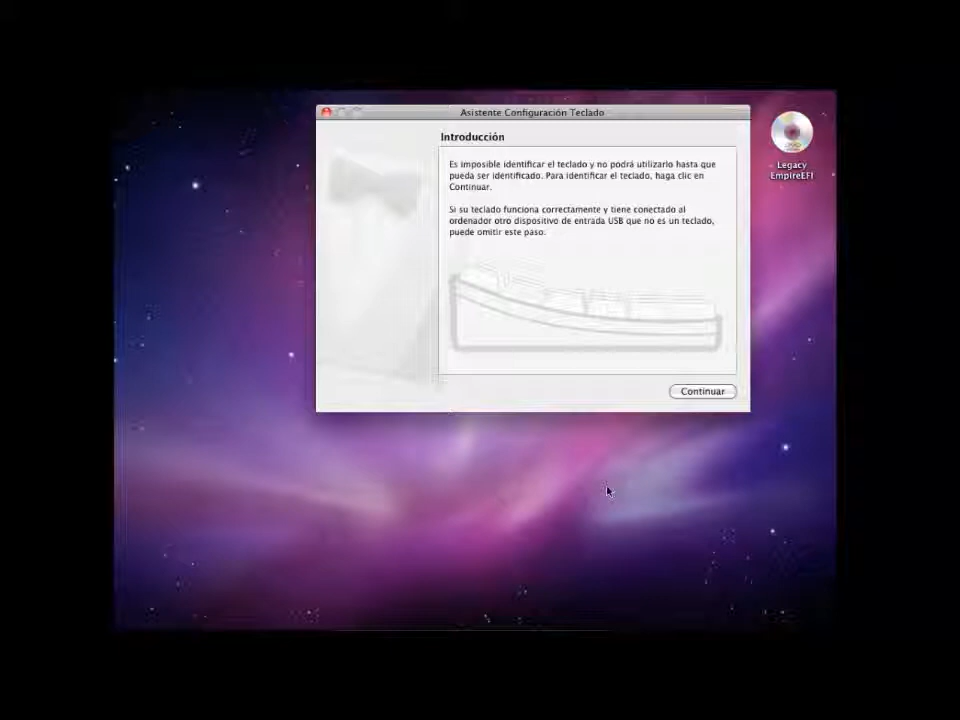 Asistente Configuración Teclado
Introducción
Es imposible identificar el teclado y no podrá utilizarlo hasta que
pueda ser identificado. Para identificar el teclado, haga clic en
Continuar.
Si su teclado funciona correctamente y tiene conectado al
ordenador otro dispositivo de entrada USB que no es un teclado,
puede omitir este paso.
Continuar
DVD
Legacy
EmpireEFI